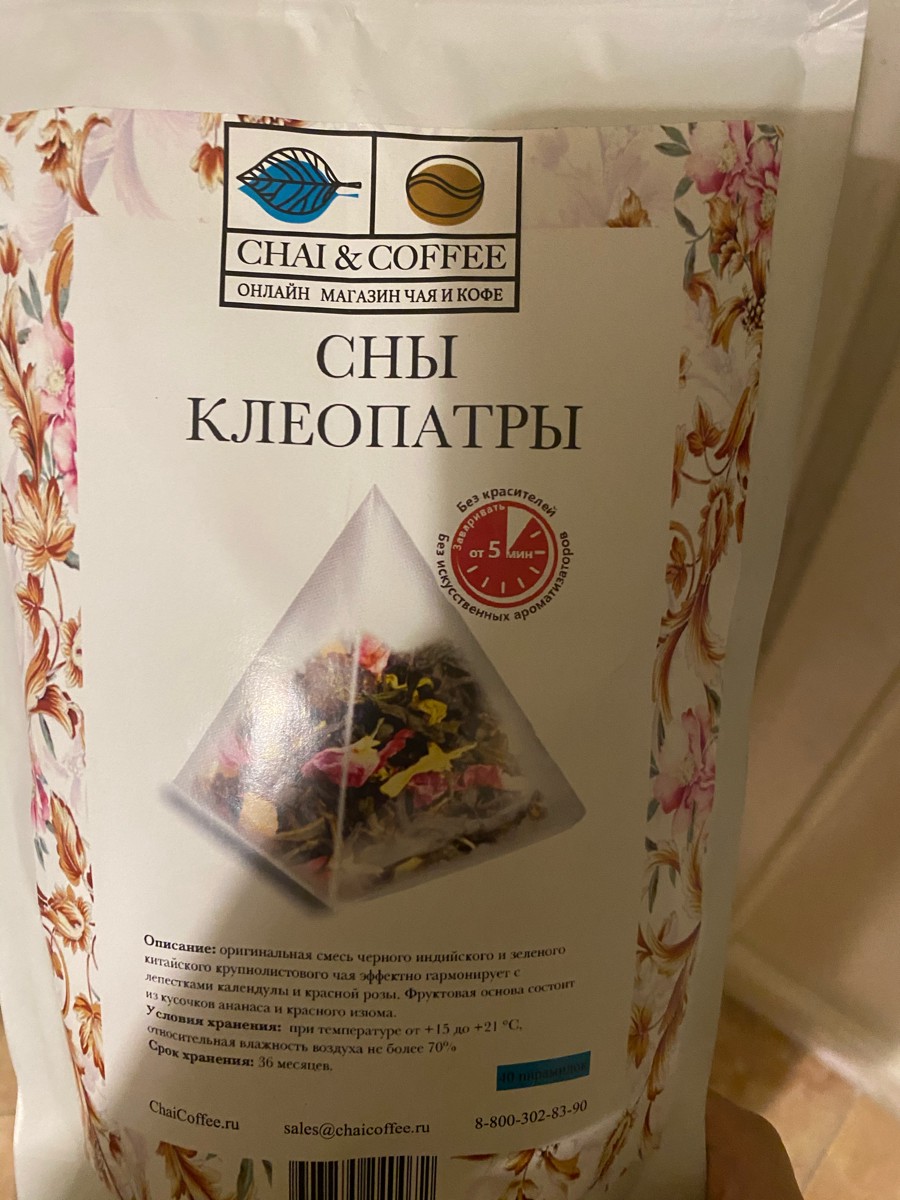 CHAI & COFFEE
ОНЛАЙН МАГАЗИН ЧАЯ И КОФЕ
СНЫ
КЛЕОПАТРЫ
Без красителей
Заваривать
от 5 мин
без искусственных ароматизаторов
Описание: оригинальная смесь черного индийского и зеленого
китайского крупнолистового чая эффектно гармонирует с
лепестками календулы и красной розы. Фруктовая основа состоит
из кусочков ананаса и красного изюма.
Условия хранения: при температуре от +15 до +21 °C,
относительная влажность воздуха не более 70%
Срок хранения: 36 месяцев.
40 пирамидок
ChaiCoffee.ru
sales@chaicoffee.ru
8-800-302-83-90